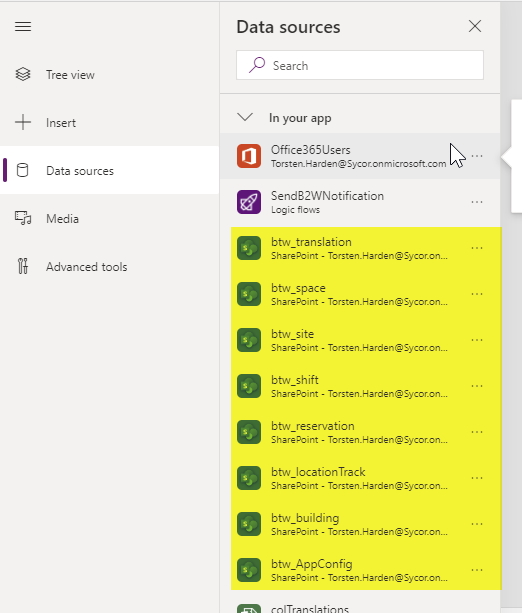 Data sources
Search
Tree view
Insert
Data sources
Media
Advanced tools
In your app
Office365Users
Torsten.Harden@Sycor.onmicrosoft.com
...
SendB2WNotification
Logic flows
...
btw_translation
SharePoint - Torsten.Harden@Sycor.on...
...
btw_space
SharePoint - Torsten.Harden@Sycor.on...
...
btw_site
SharePoint - Torsten.Harden@Sycor.on...
...
btw_shift
SharePoint - Torsten.Harden@Sycor.on...
...
btw_reservation
SharePoint - Torsten.Harden@Sycor.on...
...
btw_locationTrack
SharePoint - Torsten.Harden@Sycor.on...
...
btw_building
SharePoint - Torsten.Harden@Sycor.on...
...
btw_AppConfig
SharePoint - Torsten.Harden@Sycor.on...
...
colTranslations